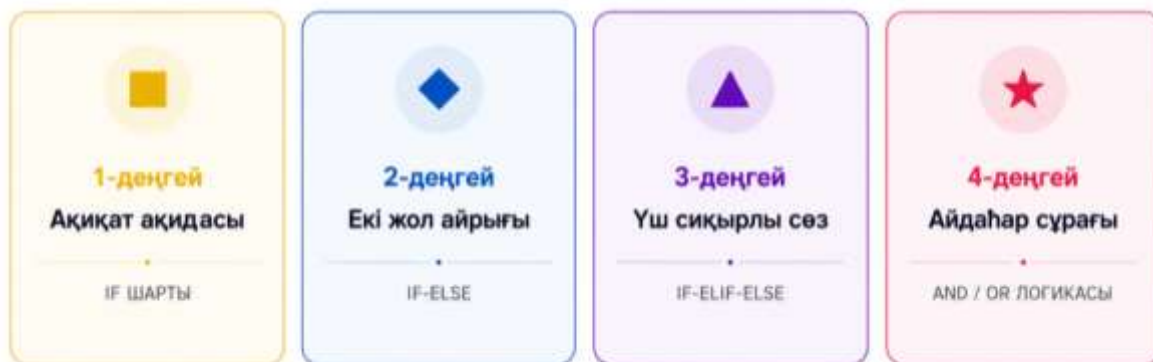 1-деңгей
Ақиқат ақидасы
IF ШАРТЫ
2-деңгей
Екі жол айрығы
IF-ELSE
3-деңгей
Үш сиқырлы сөз
IF-ELIF-ELSE
4-деңгей
Айдаһар сұрағы
AND / OR ЛОГИКАСЫ